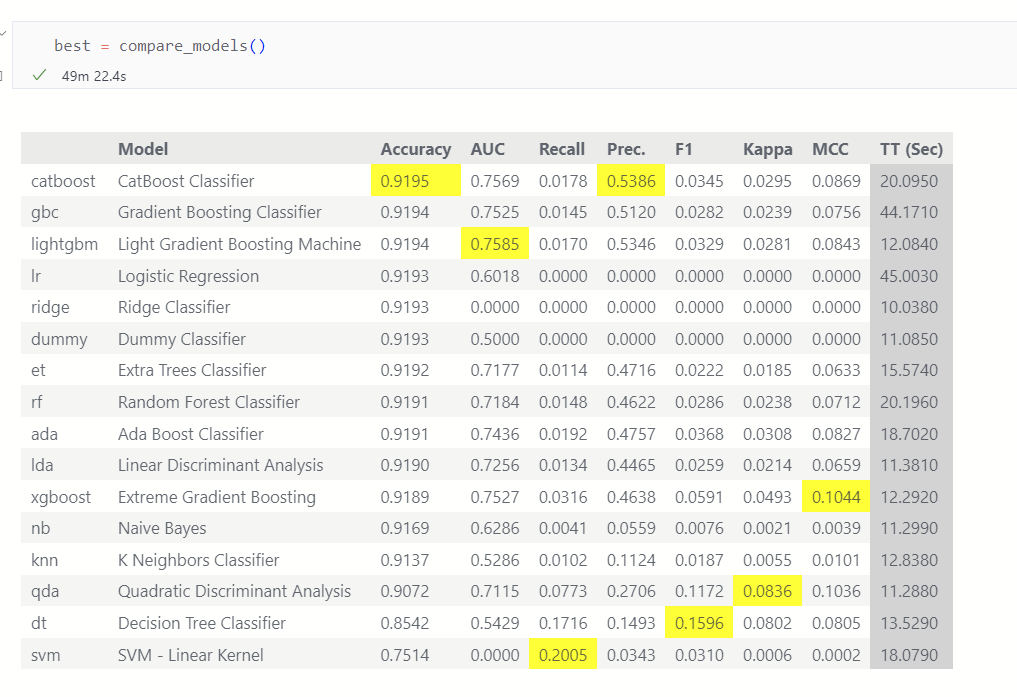 best = compare_models()
49m 22.4s
Model Accuracy AUC Recall Prec. F1 Kappa MCC TT (Sec)
catboost CatBoost Classifier 0.9195 0.7569 0.0178 0.5386 0.0345 0.0295 0.0869 20.0950
gbc Gradient Boosting Classifier 0.9194 0.7525 0.0145 0.5120 0.0282 0.0239 0.0756 44.1710
lightgbm Light Gradient Boosting Machine 0.9194 0.7585 0.0170 0.5346 0.0329 0.0281 0.0843 12.0840
lr Logistic Regression 0.9193 0.6018 0.0000 0.0000 0.0000 0.0000 0.0000 45.0030
ridge Ridge Classifier 0.9193 0.0000 0.0000 0.0000 0.0000 0.0000 0.0000 10.0380
dummy Dummy Classifier 0.9193 0.5000 0.0000 0.0000 0.0000 0.0000 0.0000 11.0850
et Extra Trees Classifier 0.9192 0.7177 0.0114 0.4716 0.0222 0.0185 0.0633 15.5740
rf Random Forest Classifier 0.9191 0.7184 0.0148 0.4622 0.0286 0.0238 0.0712 20.1960
ada Ada Boost Classifier 0.9191 0.7436 0.0192 0.4757 0.0368 0.0308 0.0827 18.7020
lda Linear Discriminant Analysis 0.9190 0.7256 0.0134 0.4465 0.0259 0.0214 0.0659 11.3810
xgboost Extreme Gradient Boosting 0.9189 0.7527 0.0316 0.4638 0.0591 0.0493 0.1044 12.2920
nb Naive Bayes 0.9169 0.6286 0.0041 0.0559 0.0076 0.0021 0.0039 11.2990
knn K Neighbors Classifier 0.9137 0.5286 0.0102 0.1124 0.0187 0.0055 0.0101 12.8380
qda Quadratic Discriminant Analysis 0.9072 0.7115 0.0773 0.2706 0.1172 0.0836 0.1036 11.2880
dt Decision Tree Classifier 0.8542 0.5429 0.1716 0.1493 0.1596 0.0802 0.0805 13.5290
svm SVM - Linear Kernel 0.7514 0.0000 0.2005 0.0343 0.0310 0.0006 0.0002 18.0790